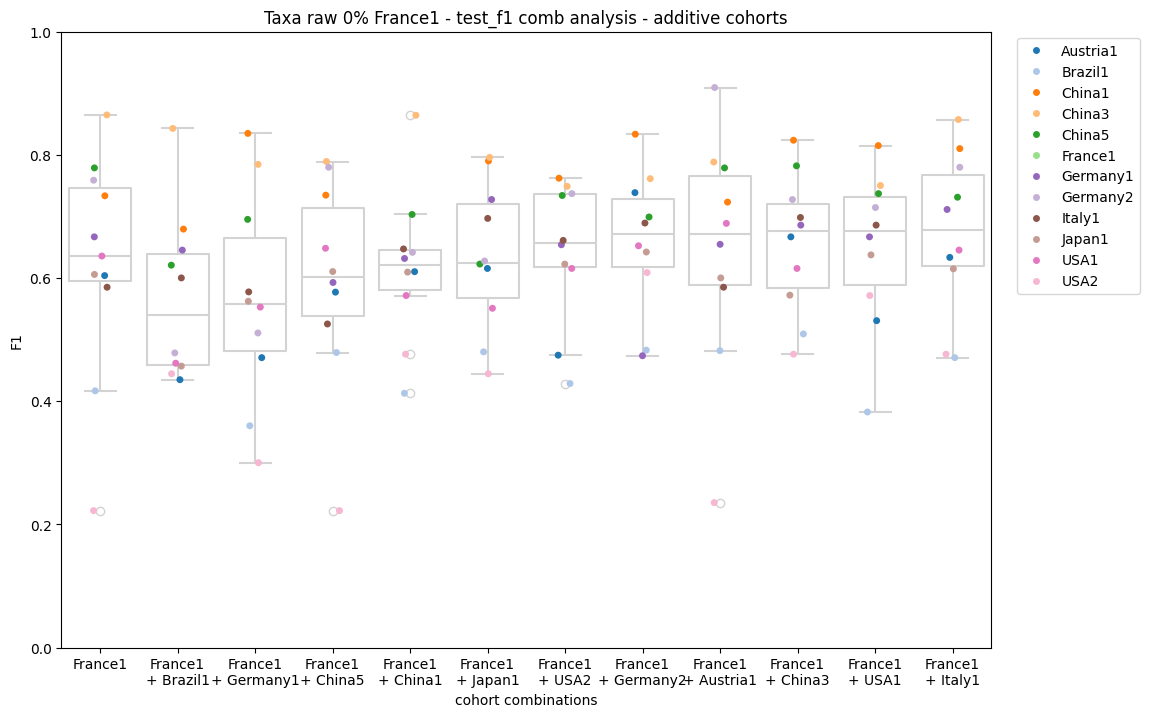 Taxa raw 0% France1 - test_f1 comb analysis - additive cohorts
F1
1.0
0.8
0.6
0.4
0.2
0.0
France1
France1
+ Brazil1
France1
+ Germany1
France1
+ China5
France1
+ China1
France1
+ Japan1
France1
+ USA2
France1
+ Germany2
France1
+ Austria1
France1
+ China3
France1
+ USA1
France1
+ Italy1
cohort combinations
Austria1
Brazil1
China1
China3
China5
France1
Germany1
Germany2
Italy1
Japan1
USA1
USA2